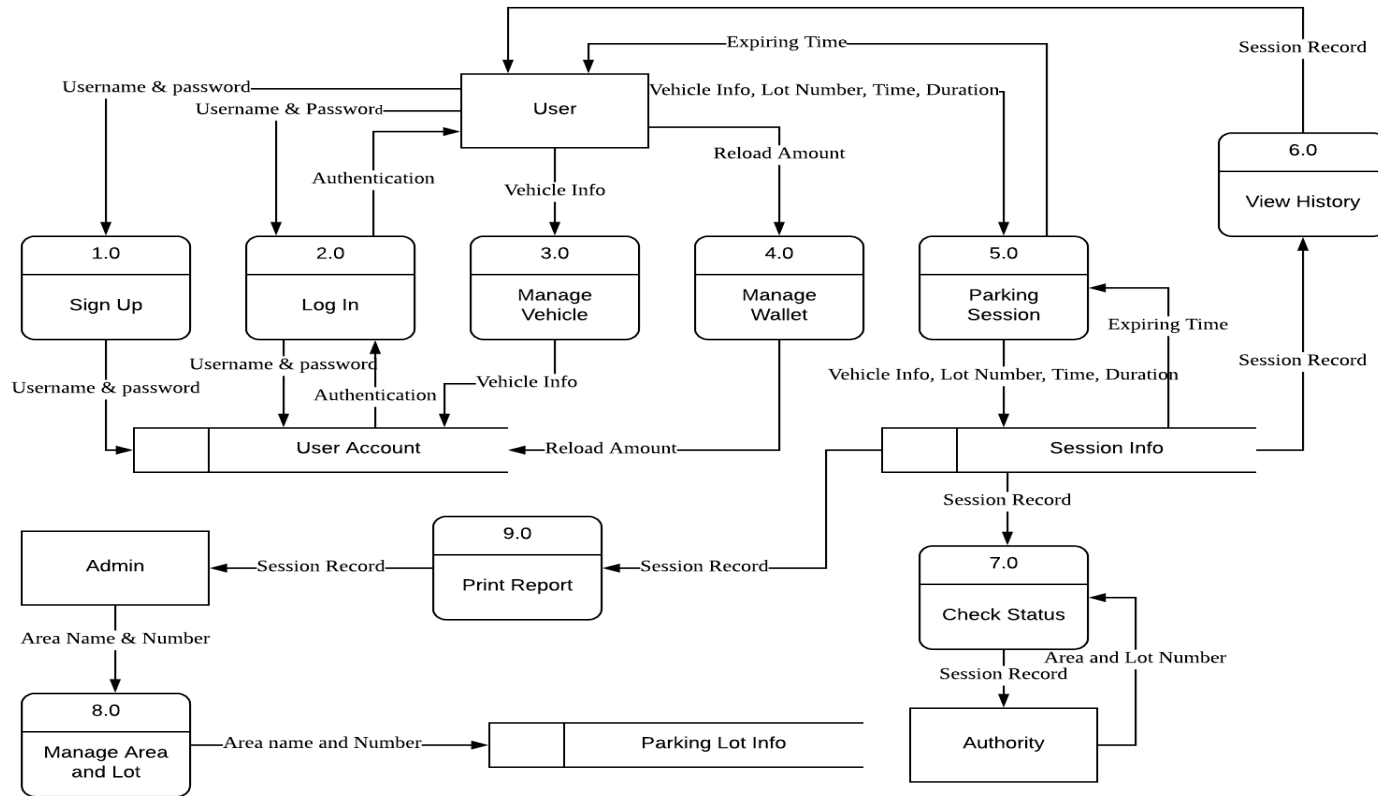 Session Record
Expiring Time
Username & password
Vehicle Info, Lot Number, Time, Duration
Username & Password
User
Reload Amount
Authentication
Vehicle Info
6.0
View History
1.0
Sign Up
2.0
Log In
3.0
Manage
Vehicle
4.0
Manage
Wallet
5.0
Parking
Session
Expiring Time
Session Record
Username & password
Username & password
Authentication
Vehicle Info
Vehicle Info, Lot Number, Time, Duration
User Account
Reload Amount
Session Info
Session Record
Admin
Session Record
9.0
Print Report
Session Record
7.0
Check Status
Area Name & Number
Area and Lot Number
Session Record
8.0
Manage Area
and Lot
Area name and Number
Parking Lot Info
Authority